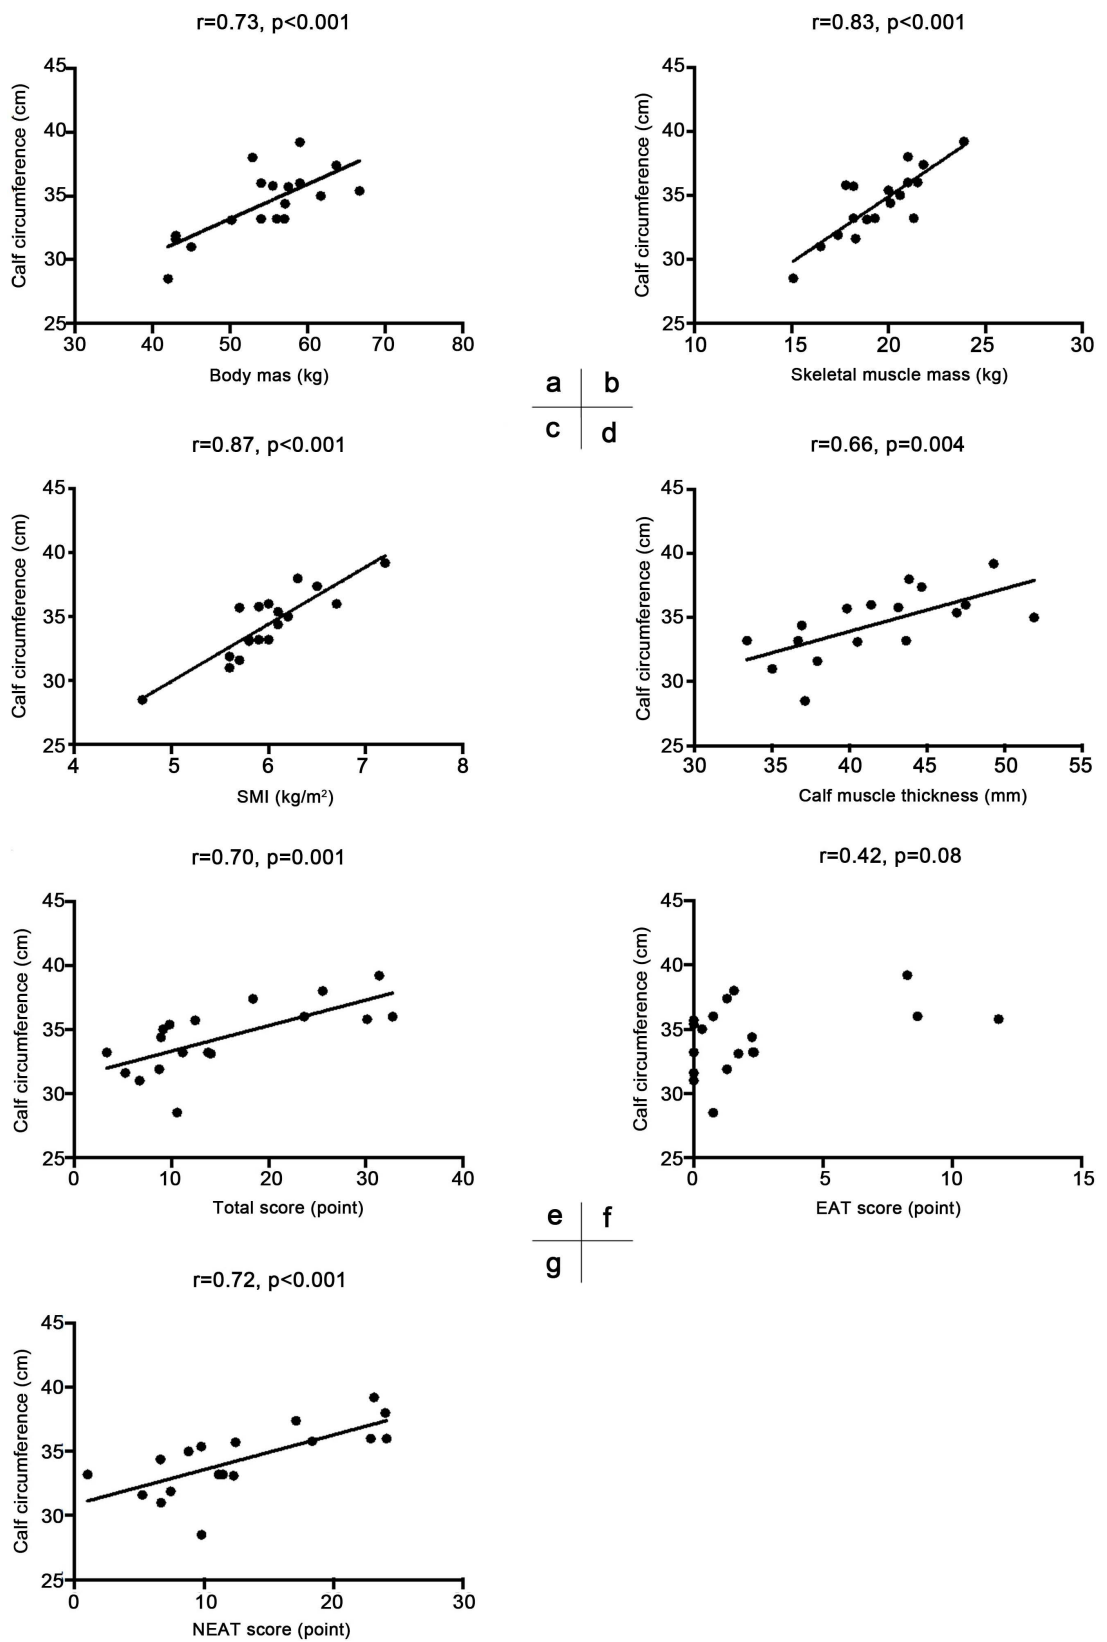 r=0.73, p<0.001
45
40
35
30
25
Calf circumference (cm)
30 40 50 60 70 80
Body mas (kg)
r=0.83, p<0.001
45
40
35
30
25
Calf circumference (cm)
10 15 20 25 30
Skeletal muscle mass (kg)
a b
c d
r=0.87, p<0.001
45
40
35
30
25
Calf circumference (cm)
4 5 6 7 8
SMI (kg/m²)
r=0.66, p=0.004
45
40
35
30
25
Calf circumference (cm)
30 35 40 45 50 55
Calf muscle thickness (mm)
r=0.70, p=0.001
45
40
35
30
25
Calf circumference (cm)
0 10 20 30 40
Total score (point)
r=0.42, p=0.08
45
40
35
30
25
Calf circumference (cm)
0 5 10 15
EAT score (point)
e f
g
r=0.72, p<0.001
45
40
35
30
25
Calf circumference (cm)
0 10 20 30
NEAT score (point)